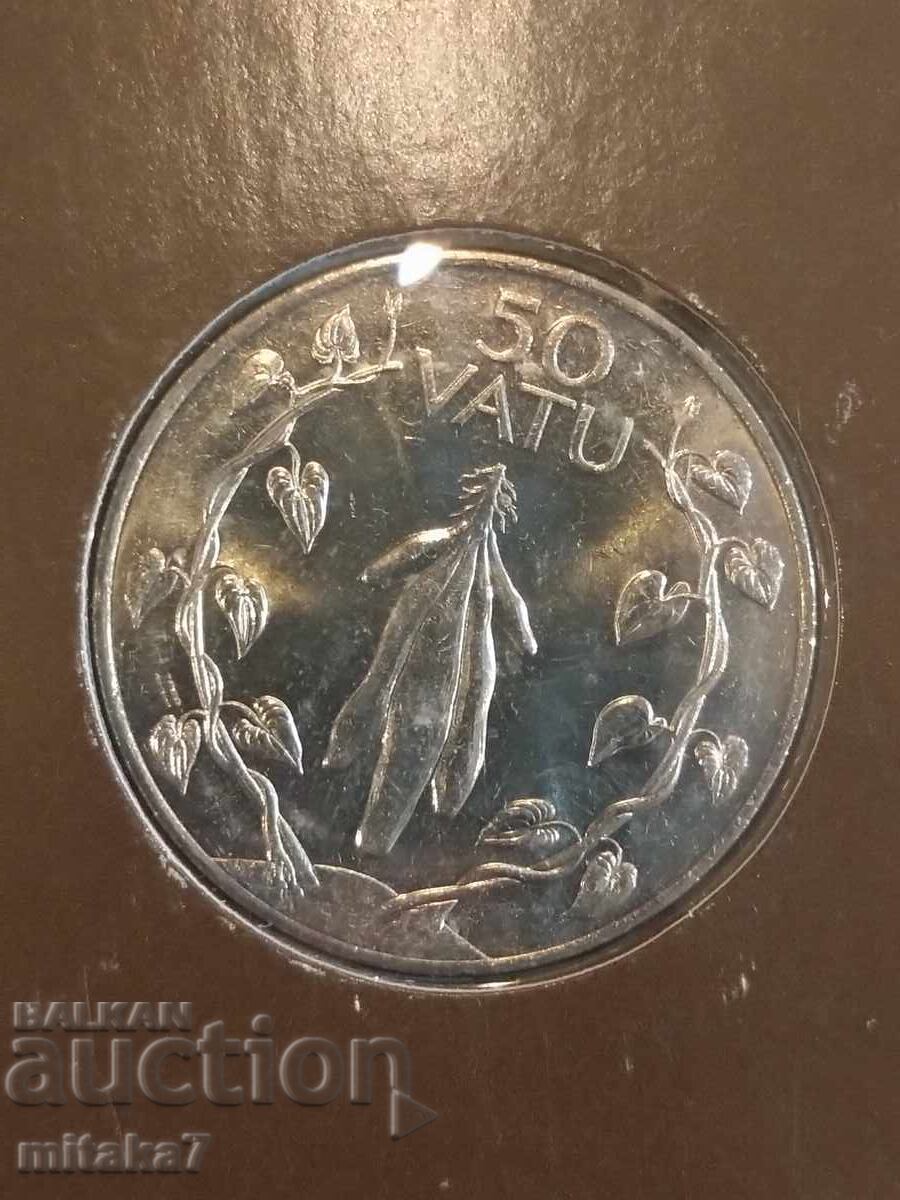 50
VATU
BALKAN
auction
mitaka7